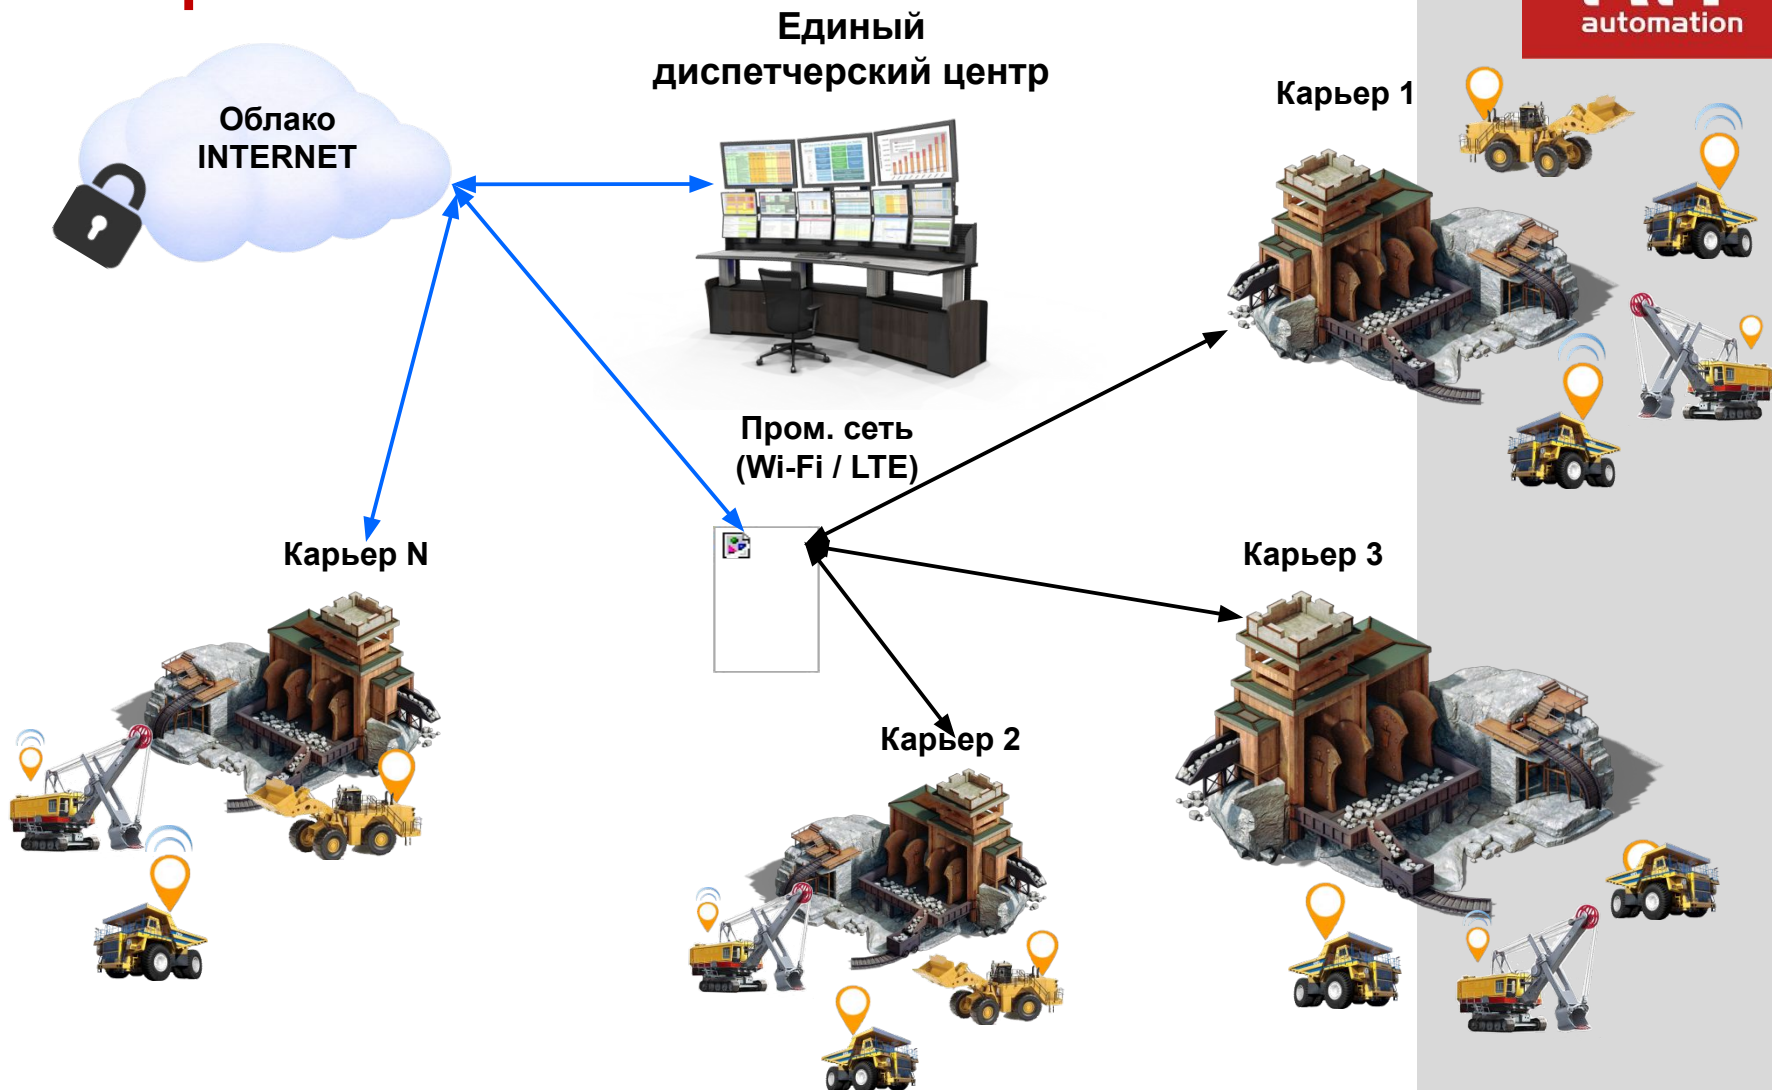 Единый
диспетчерский центр
automation
Облако
INTERNET
Карьер 1
Пром. сеть
(Wi-Fi / LTE)
Карьер N
Карьер 3
Карьер 2